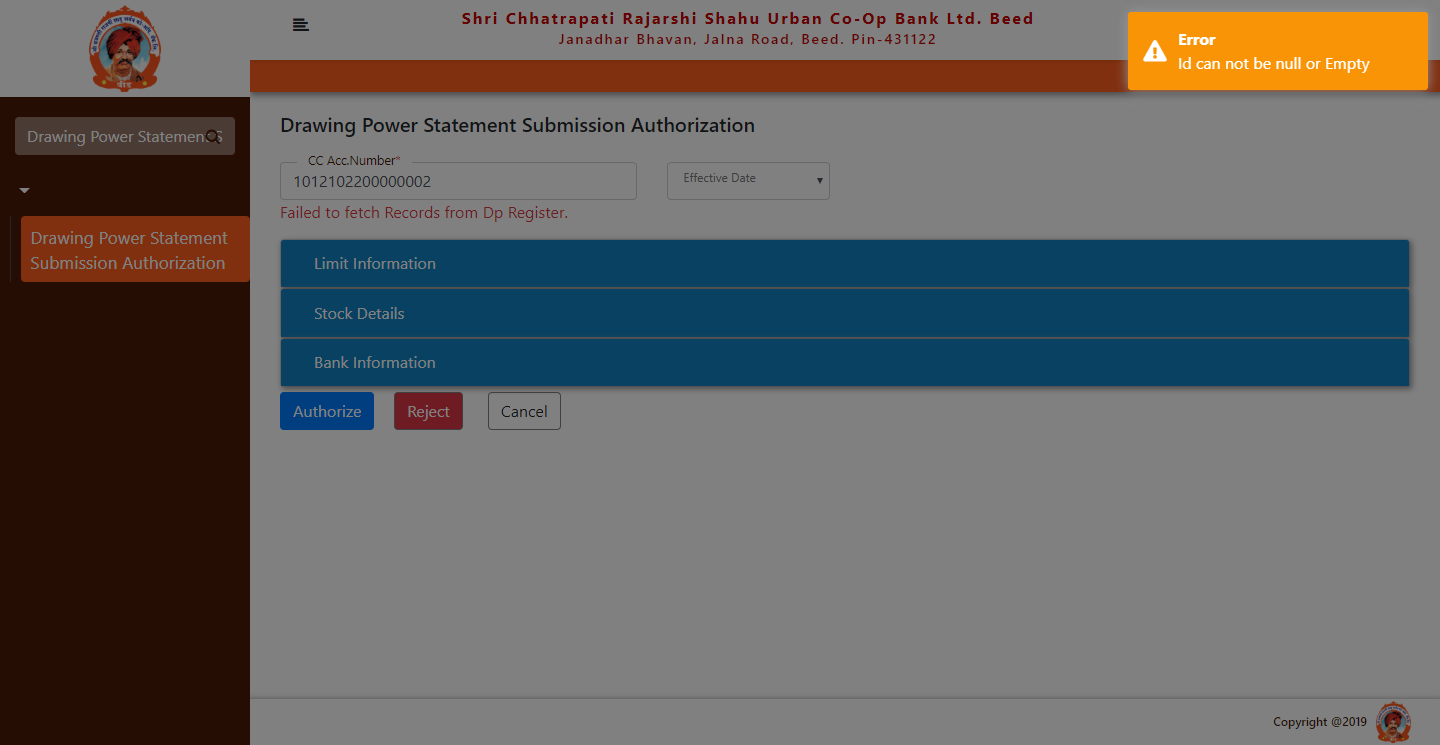 Shri Chhatrapati Rajarshi Shahu Urban Co-Op Bank Ltd. Beed
Janadhar Bhavan, Jalna Road, Beed. Pin-431122
Error
Id can not be null or Empty
Drawing Power Statement
Drawing Power Statement
Submission Authorization
Drawing Power Statement Submission Authorization
CC Acc.Number*
1012102200000002
Effective Date
Failed to fetch Records from Dp Register.
Limit Information
Stock Details
Bank Information
Authorize
Reject
Cancel
Copyright @2019